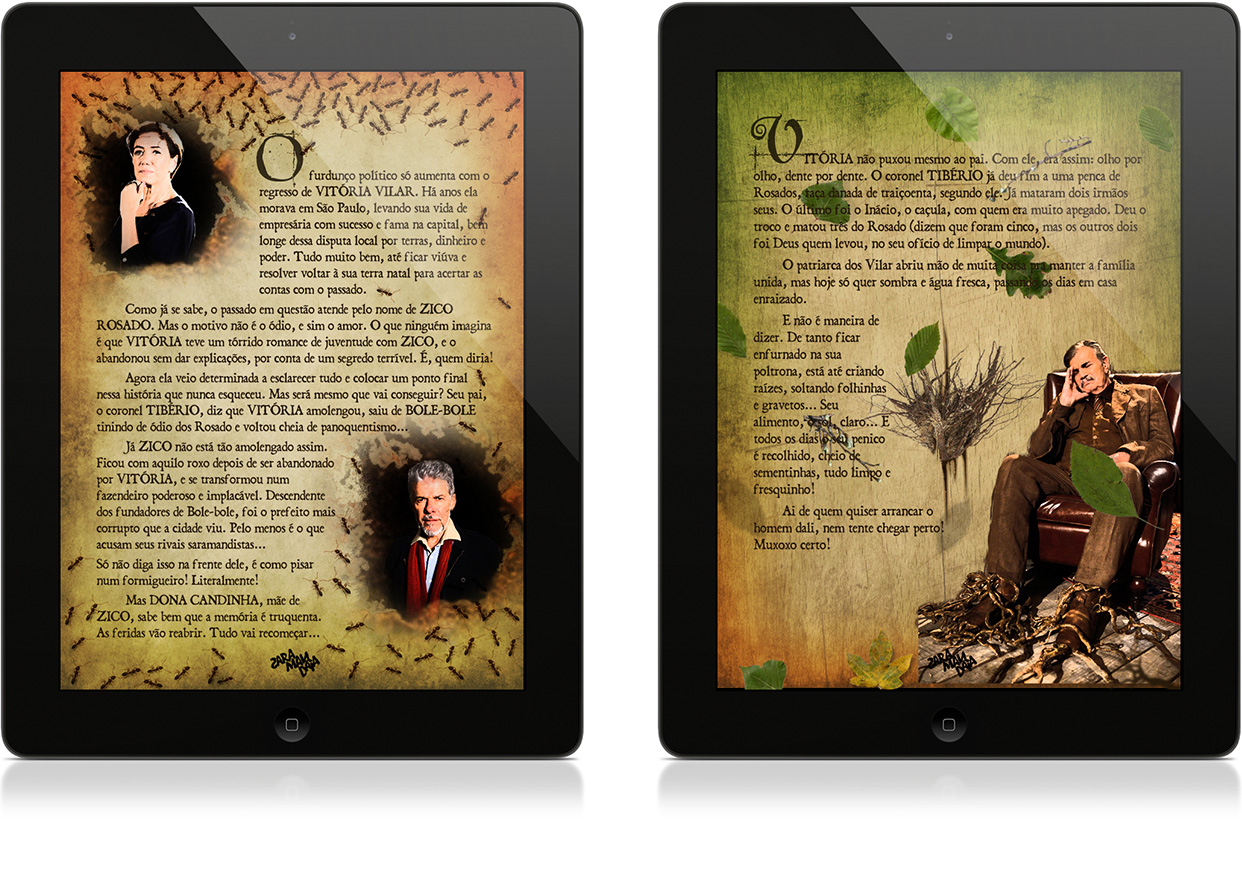 O furdunço político só aumenta com o
regresso de VITÓRIA VILAR. Há anos ela
morava em São Paulo, levando sua vida de
empresária com sucesso e fama na capital, bem
longe dessa disputa local por terras, dinheiro e
poder. Tudo muito bem, até ficar viúva e
resolver voltar à sua terra natal para acertar as
contas com o passado.
Como já se sabe, o passado em questão atende pelo nome de ZICO
ROSADO. Mas o motivo não é o ódio, e sim o amor. O que ninguém imagina
é que VITÓRIA teve um tórrido romance de juventude com ZICO, e o
abandonou sem dar explicações, por conta de um segredo terrível. É, quem diria!
Agora ela veio determinada a esclarecer tudo e colocar um ponto final
nessa história que nunca esqueceu. Mas será mesmo que vai conseguir? Seu pai,
o coronel TIBÉRIO, diz que VITÓRIA amolengou, saiu de BOLE-BOLE
tinindo de ódio dos Rosado e voltou cheia de panoquentismo...
Já ZICO não está tão amolengado assim.
Ficou com aquilo roxo depois de ser abandonado
por VITÓRIA, e se transformou num
fazendeiro poderoso e implacável. Descendente
dos fundadores de Bole-bole, foi o prefeito mais
corrupto que a cidade viu. Pelo menos é o que
acusam seus rivais saramandistas...
Só não diga isso na frente dele, é como pisar
num formigueiro! Literalmente!
Mas DONA CANDINHA, mãe de
ZICO, sabe bem que a memória é truquenta.
As feridas vão reabrir. Tudo vai recomeçar...
SARAMANDAIA
VITÓRIA não puxou mesmo ao pai. Com ele, era assim: olho por
olho, dente por dente. O coronel TIBÉRIO já deu fim a uma penca de
Rosados, raça danada de traiçoenta, segundo ele. Já mataram dois irmãos
seus. O último foi o Inácio, o caçula, com quem era muito apegado. Deu o
troco e matou três do Rosado (dizem que foram cinco, mas os outros dois
foi Deus quem levou, no seu ofício de limpar o mundo).
O patriarca dos Vilar abriu mão de muita coisa pra manter a família
unida, mas hoje só quer sombra e água fresca, passando os dias em casa
enraizado.
E não é maneira de
dizer. De tanto ficar
enfurnado na sua
poltrona, está até criando
raízes, soltando folhinhas
e gravetos... Seu
alimento, o sol, claro... E
todos os dias o seu penico
é recolhido, cheio de
sementinhas, tudo limpo e
fresquinho!
Ai de quem quiser arrancar o
homem dali, nem tente chegar perto!
Muxoxo certo!
SARAMANDAIA